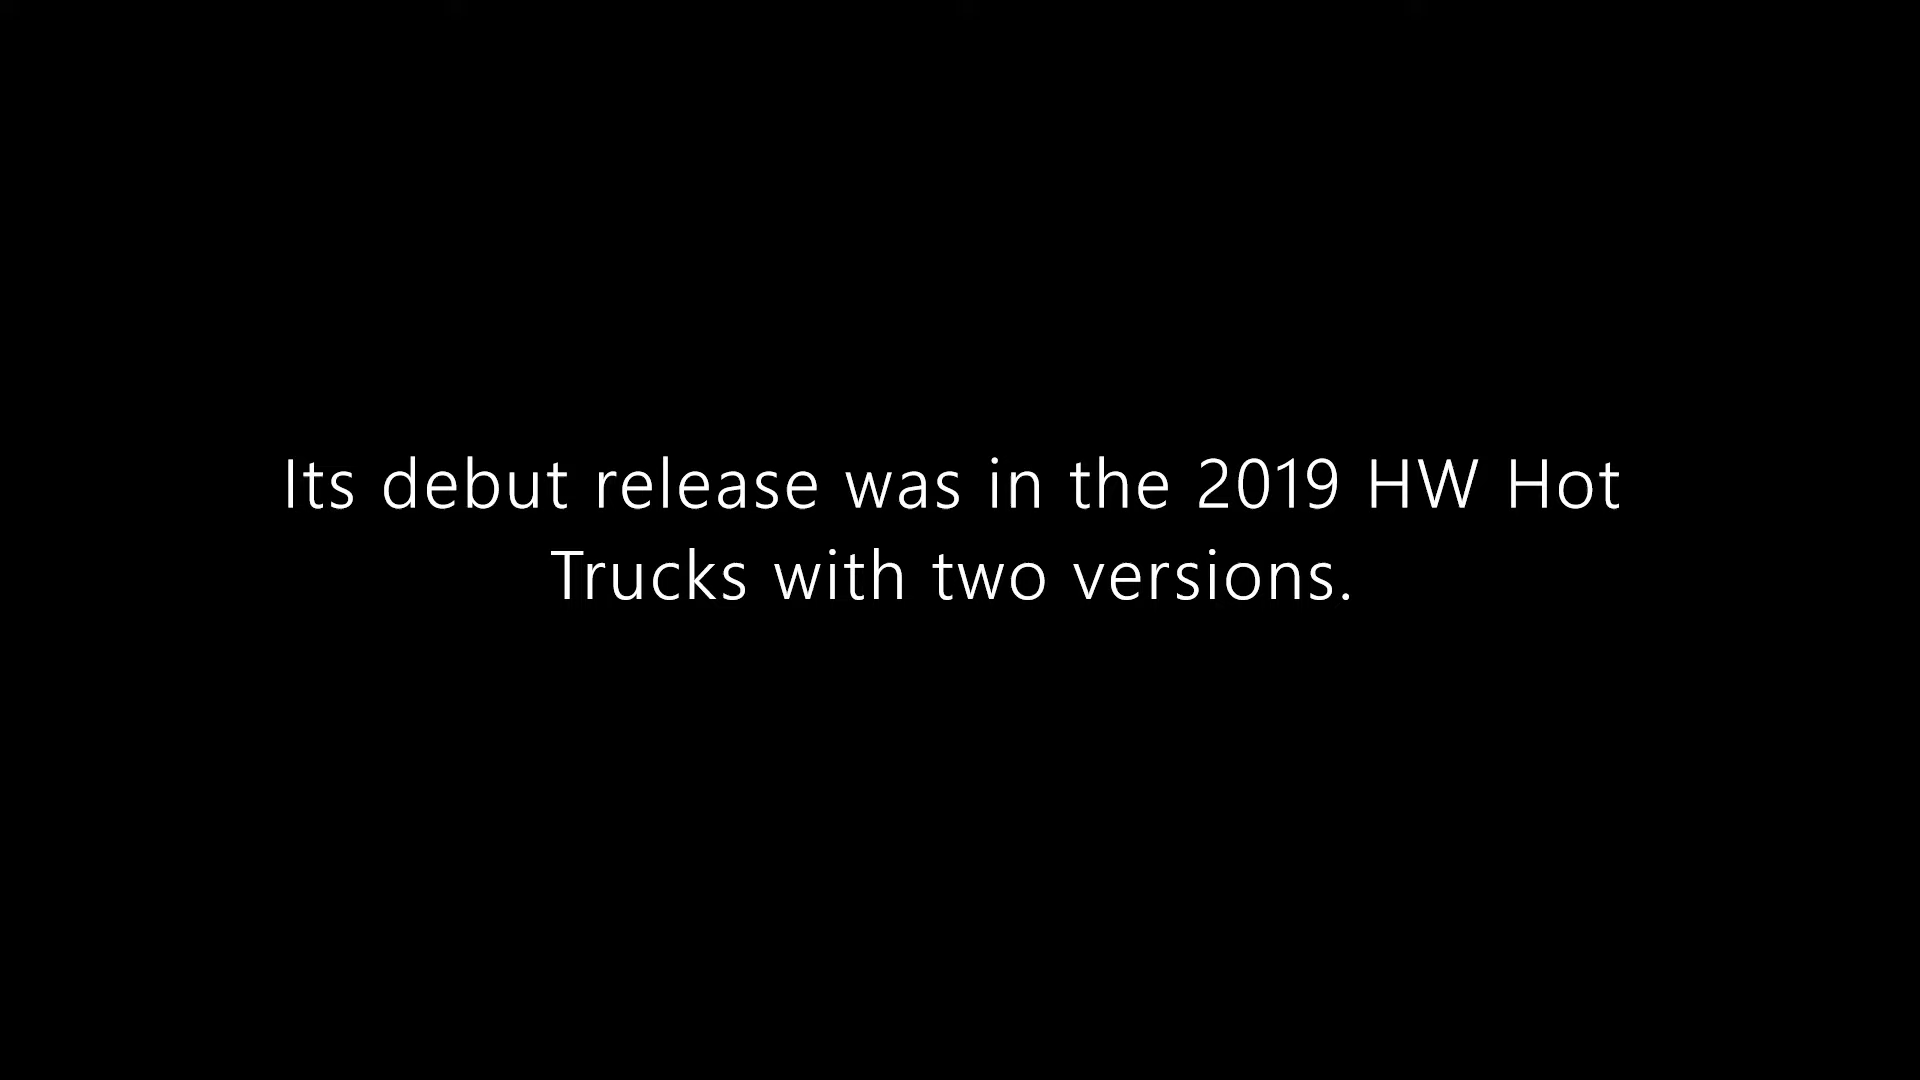 Its debut release was in the 2019 HW Hot
Trucks with two versions.